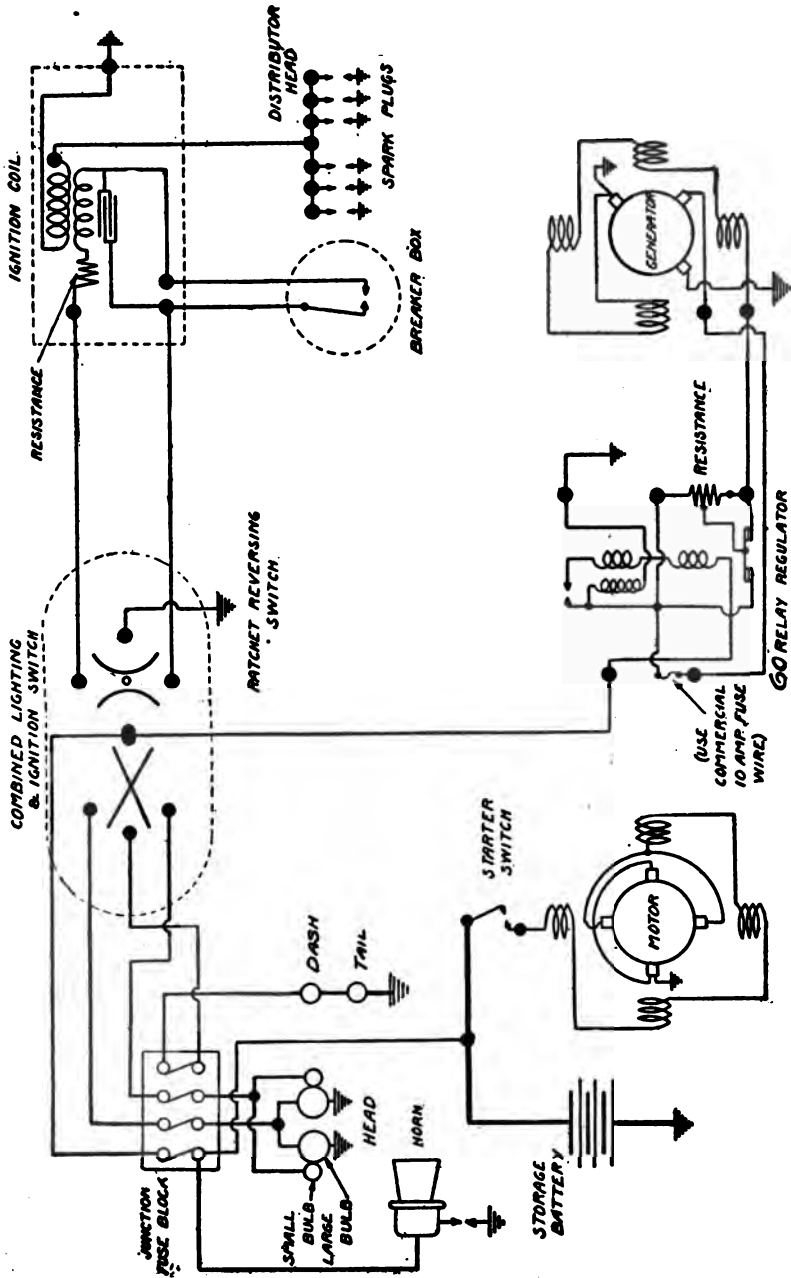 COMBINED LIGHTING
& IGNITION SWITCH
RESISTANCE
IGNITION COIL
DISTRIBUTOR
HEAD
SPARK PLUGS
BREAKER BOX
RATCHET REVERSING
SWITCH
JUNCTION
FUSE BLOCK
SMALL
BULB
LARGE
BULB
HEAD
DASH
TAIL
HORN
STORAGE
BATTERY
STARTER
SWITCH
MOTOR
(USE
COMMERCIAL
10 AMP. FUSE
WIRE)
GO RELAY REGULATOR
RESISTANCE
GENERATOR